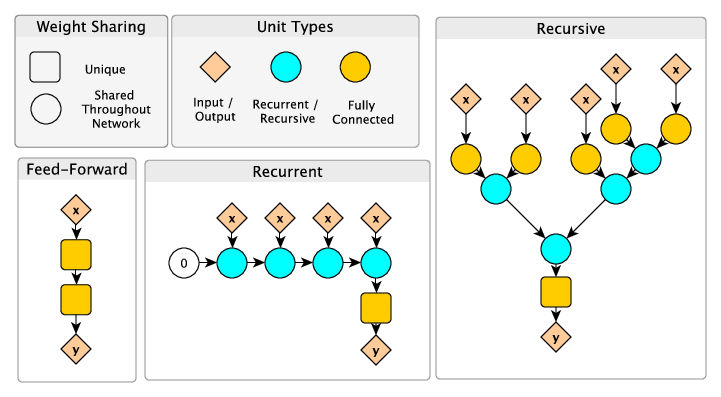 Weight Sharing
Unique
Shared
Throughout
Network
Unit Types
Input /
Output
Recurrent /
Recursive
Fully
Connected
Recursive
x
x
x
x
x
y
Feed-Forward
x
y
Recurrent
x
x
x
x
0
y